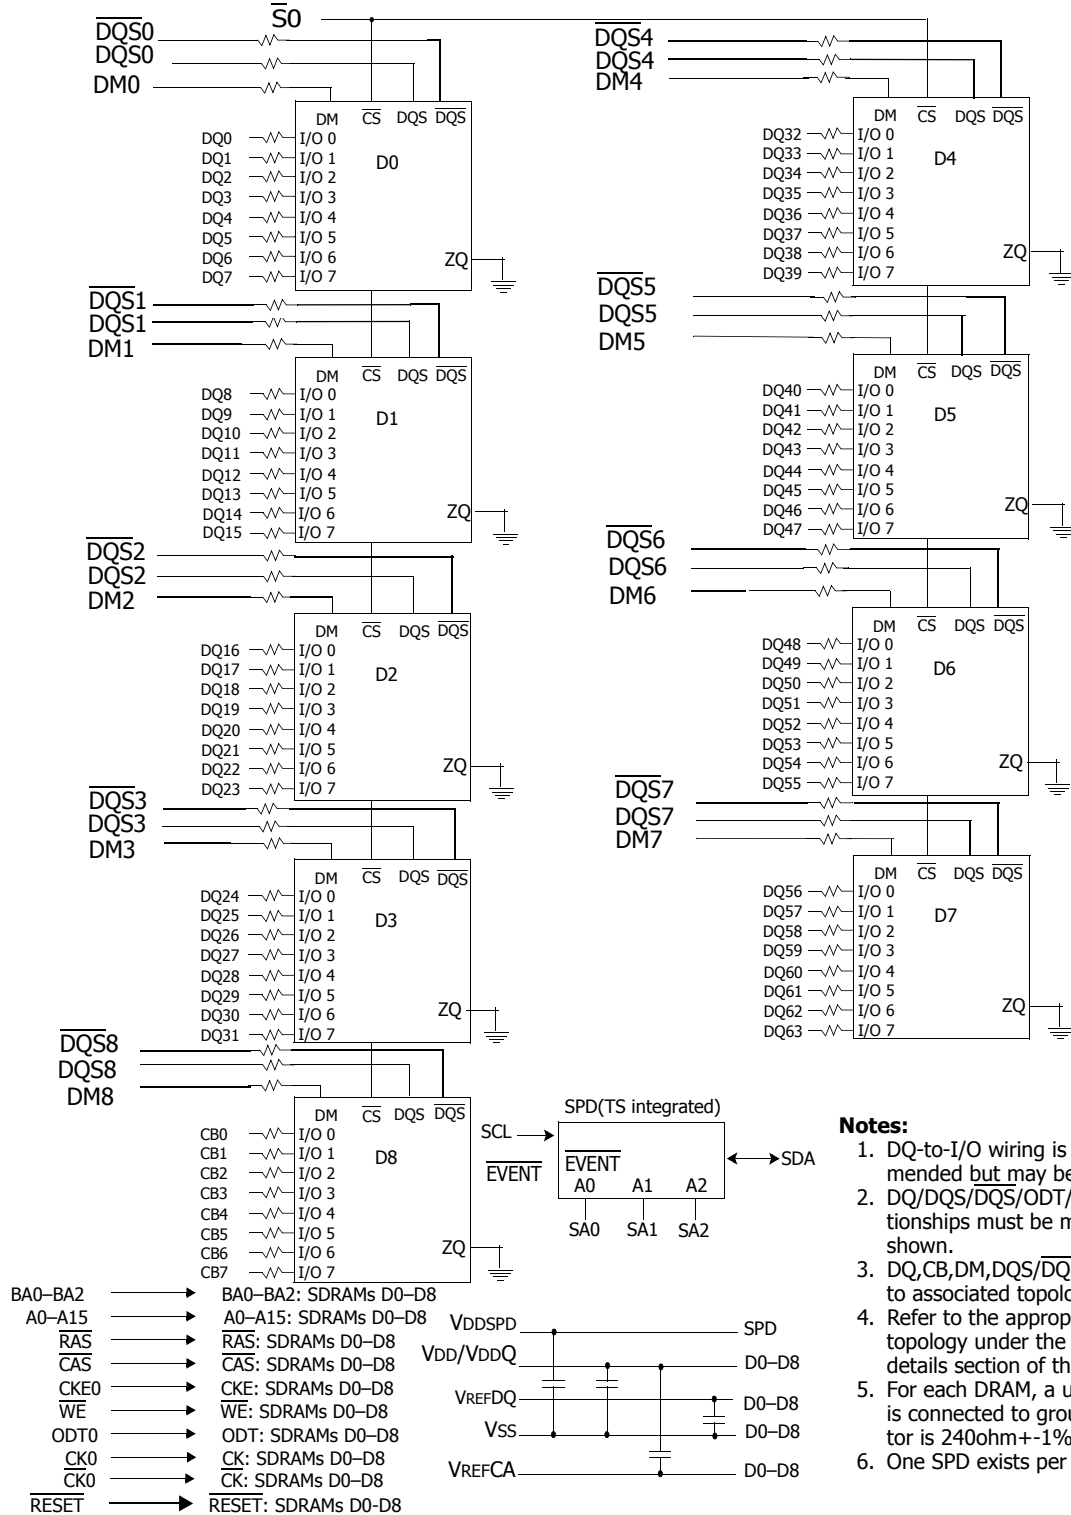 S0
DQS0
DQS0
DM0
DM CS DQS DQS
D0
DQ0 I/O 0
DQ1 I/O 1
DQ2 I/O 2
DQ3 I/O 3
DQ4 I/O 4
DQ5 I/O 5
DQ6 I/O 6
DQ7 I/O 7
ZQ
DQS1
DQS1
DM1
DM CS DQS DQS
D1
DQ8 I/O 0
DQ9 I/O 1
DQ10 I/O 2
DQ11 I/O 3
DQ12 I/O 4
DQ13 I/O 5
DQ14 I/O 6
DQ15 I/O 7
ZQ
DQS2
DQS2
DM2
DM CS DQS DQS
D2
DQ16 I/O 0
DQ17 I/O 1
DQ18 I/O 2
DQ19 I/O 3
DQ20 I/O 4
DQ21 I/O 5
DQ22 I/O 6
DQ23 I/O 7
ZQ
DQS3
DQS3
DM3
DM CS DQS DQS
D3
DQ24 I/O 0
DQ25 I/O 1
DQ26 I/O 2
DQ27 I/O 3
DQ28 I/O 4
DQ29 I/O 5
DQ30 I/O 6
DQ31 I/O 7
ZQ
DQS8
DQS8
DM8
DM CS DQS DQS
D8
CB0 I/O 0
CB1 I/O 1
CB2 I/O 2
CB3 I/O 3
CB4 I/O 4
CB5 I/O 5
CB6 I/O 6
CB7 I/O 7
ZQ
DQS4
DQS4
DM4
DM CS DQS DQS
D4
DQ32 I/O 0
DQ33 I/O 1
DQ34 I/O 2
DQ35 I/O 3
DQ36 I/O 4
DQ37 I/O 5
DQ38 I/O 6
DQ39 I/O 7
ZQ
DQS5
DQS5
DM5
DM CS DQS DQS
D5
DQ40 I/O 0
DQ41 I/O 1
DQ42 I/O 2
DQ43 I/O 3
DQ44 I/O 4
DQ45 I/O 5
DQ46 I/O 6
DQ47 I/O 7
ZQ
DQS6
DQS6
DM6
DM CS DQS DQS
D6
DQ48 I/O 0
DQ49 I/O 1
DQ50 I/O 2
DQ51 I/O 3
DQ52 I/O 4
DQ53 I/O 5
DQ54 I/O 6
DQ55 I/O 7
ZQ
DQS7
DQS7
DM7
DM CS DQS DQS
D7
DQ56 I/O 0
DQ57 I/O 1
DQ58 I/O 2
DQ59 I/O 3
DQ60 I/O 4
DQ61 I/O 5
DQ62 I/O 6
DQ63 I/O 7
ZQ
SPD(TS integrated)
SCL
EVENT EVENT
SDA
A0 A1 A2
SA0 SA1 SA2
BA0–BA2 BA0–BA2: SDRAMs D0–D8
A0–A15 A0–A15: SDRAMs D0–D8
RAS RAS: SDRAMs D0–D8
CAS CAS: SDRAMs D0–D8
CKE0 CKE: SDRAMs D0–D8
WE WE: SDRAMs D0–D8
ODT0 ODT: SDRAMs D0–D8
CK0 CK: SDRAMs D0–D8
CK0 CK: SDRAMs D0–D8
RESET RESET: SDRAMs D0-D8
VDDSPD SPD
VDD/VDDQ D0–D8
VREFDQ D0–D8
VSS D0–D8
VREFCA D0–D8
Notes:
1. DQ-to-I/O wiring is
mended but may be
2. DQ/DQS/DQS/ODT/
tionships must be m
shown.
3. DQ,CB,DM,DQS/DQ
to associated topolo
4. Refer to the approp
topology under the
details section of th
5. For each DRAM, a u
is connected to grou
tor is 240ohm+-1%
6. One SPD exists per